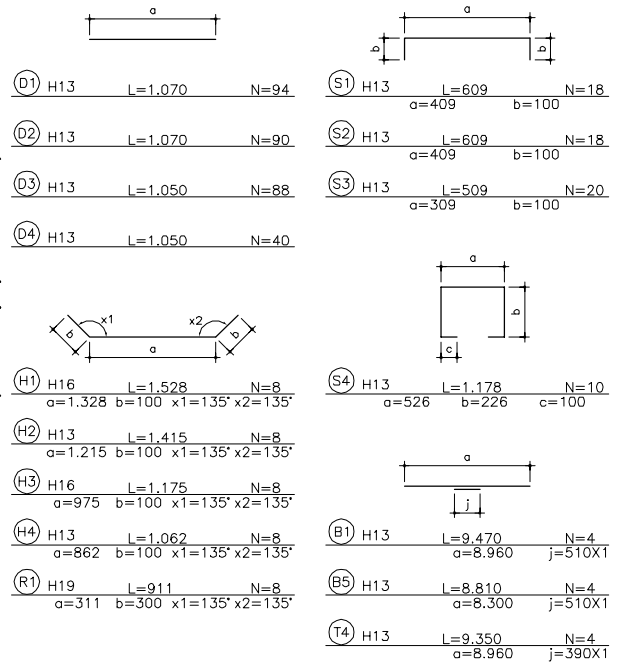 a
D1 H13 L=1.070 N=94
D2 H13 L=1.070 N=90
D3 H13 L=1.050 N=88
D4 H13 L=1.050 N=40
x1 x2
b a b
H1 H16 L=1.528 N=8
a=1.328 b=100 x1=135° x2=135°
H2 H13 L=1.415 N=8
a=1.215 b=100 x1=135° x2=135°
H3 H16 L=1.175 N=8
a=975 b=100 x1=135° x2=135°
H4 H13 L=1.062 N=8
a=862 b=100 x1=135° x2=135°
R1 H19 L=911 N=8
a=311 b=300 x1=135° x2=135°
a
b b
S1 H13 L=609 N=18
a=409 b=100
S2 H13 L=609 N=18
a=409 b=100
S3 H13 L=509 N=20
a=309 b=100
a
b
c
S4 H13 L=1.178 N=10
a=526 b=226 c=100
a
j
B1 H13 L=9.470 N=4
a=8.960 j=510X1
B5 H13 L=8.810 N=4
a=8.300 j=510X1
T4 H13 L=9.350 N=4
a=8.960 j=390X1